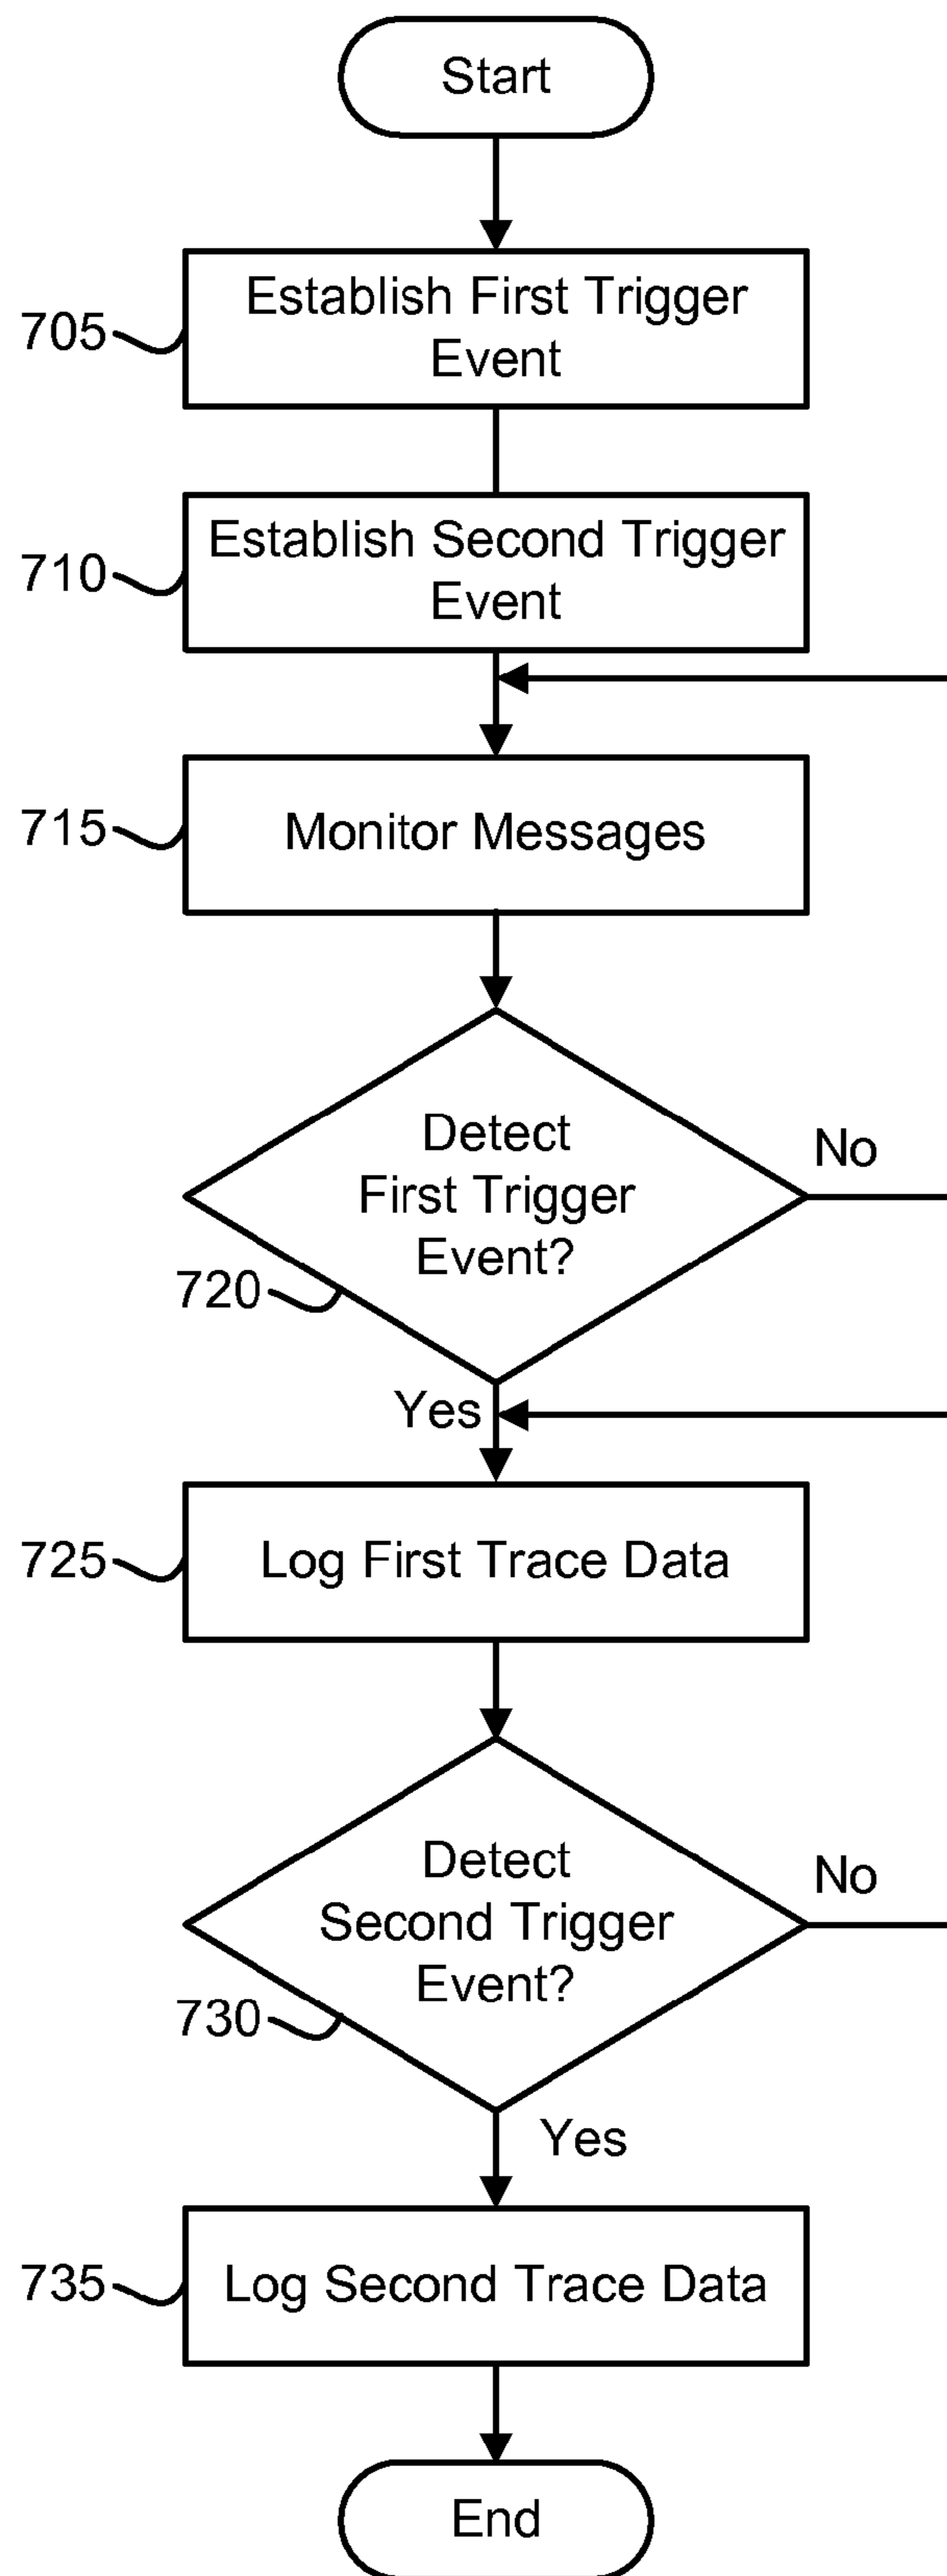 Start
Establish First Trigger
Event
705
Establish Second Trigger
Event
710
Monitor Messages
715
Detect
First Trigger
Event?
No
720
Yes
Log First Trace Data
725
Detect
Second Trigger
Event?
No
730
Yes
Log Second Trace Data
735
End